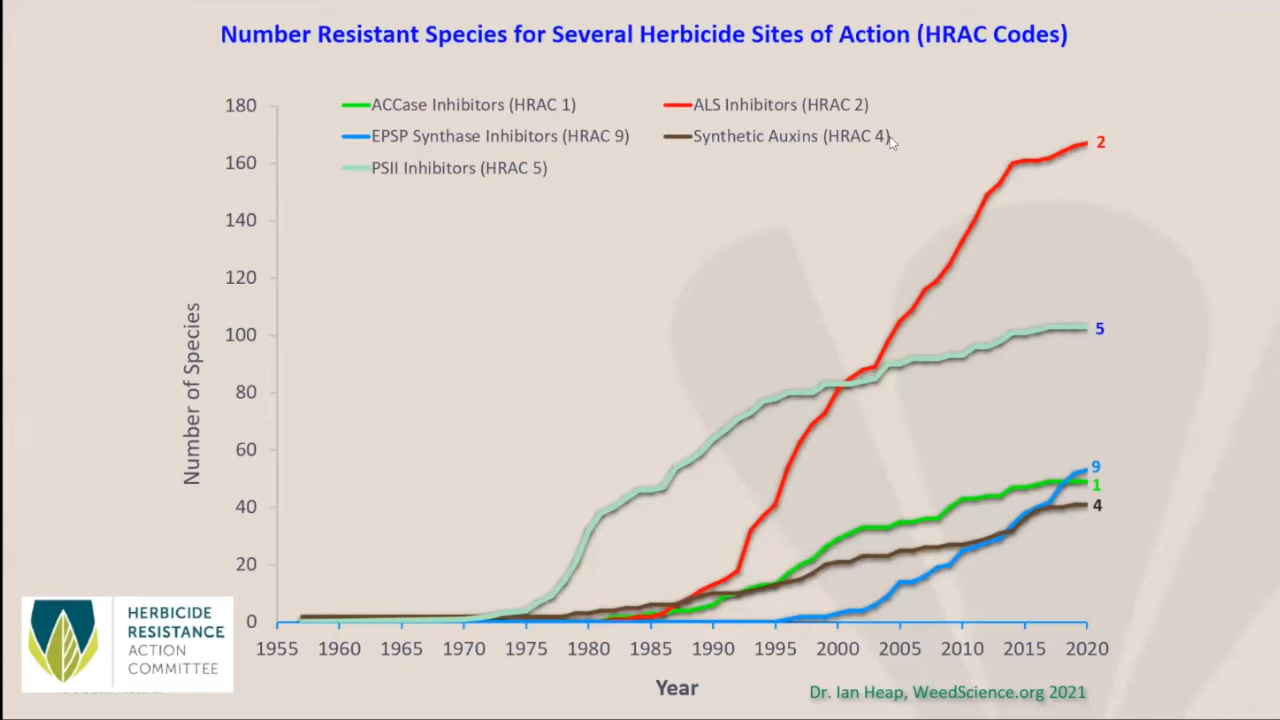 Number Resistant Species for Several Herbicide Sites of Action (HRAC Codes)
ACCase Inhibitors (HRAC 1)
ALS Inhibitors (HRAC 2)
EPSP Synthase Inhibitors (HRAC 9)
Synthetic Auxins (HRAC 4)
PSII Inhibitors (HRAC 5)
Number of Species
180
160
140
120
100
80
60
40
20
0
2
5
9
1
4
1955 1960 1965 1970 1975 1980 1985 1990 1995 2000 2005 2010 2015 2020
Year
HERBICIDE
RESISTANCE
ACTION
COMMITTEE
Dr. Ian Heap, WeedScience.org 2021